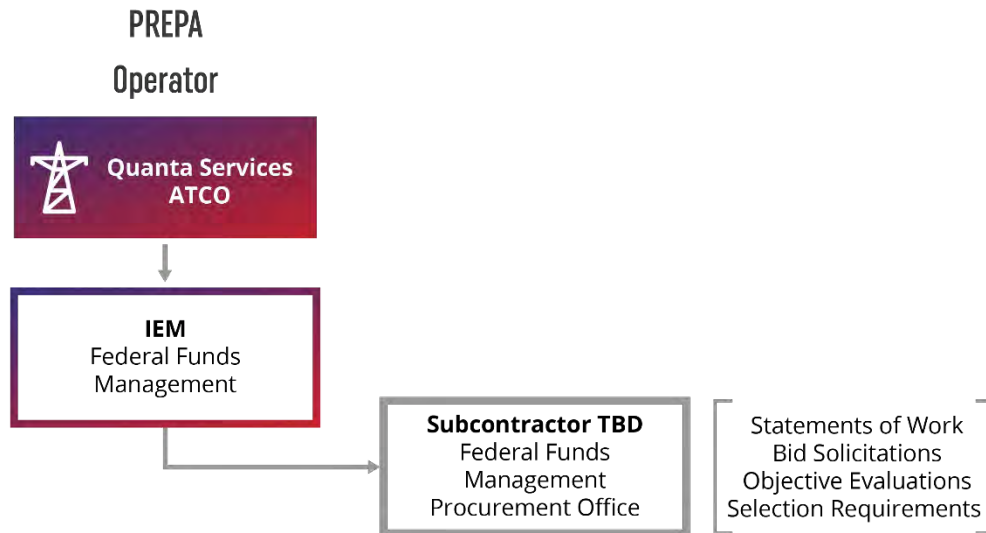 PREPA
Operator
Quanta Services
ATCO
IEM
Federal Funds
Management
Subcontractor TBD
Federal Funds
Management
Procurement Office
Statements of Work
Bid Solicitations
Objective Evaluations
Selection Requirements